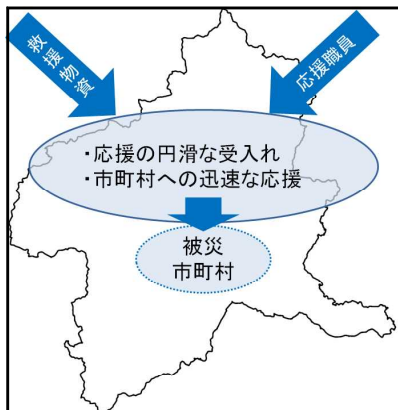 救援物資
応援職員
・応援の円滑な受入れ
・市町村への迅速な応援
被災
市町村